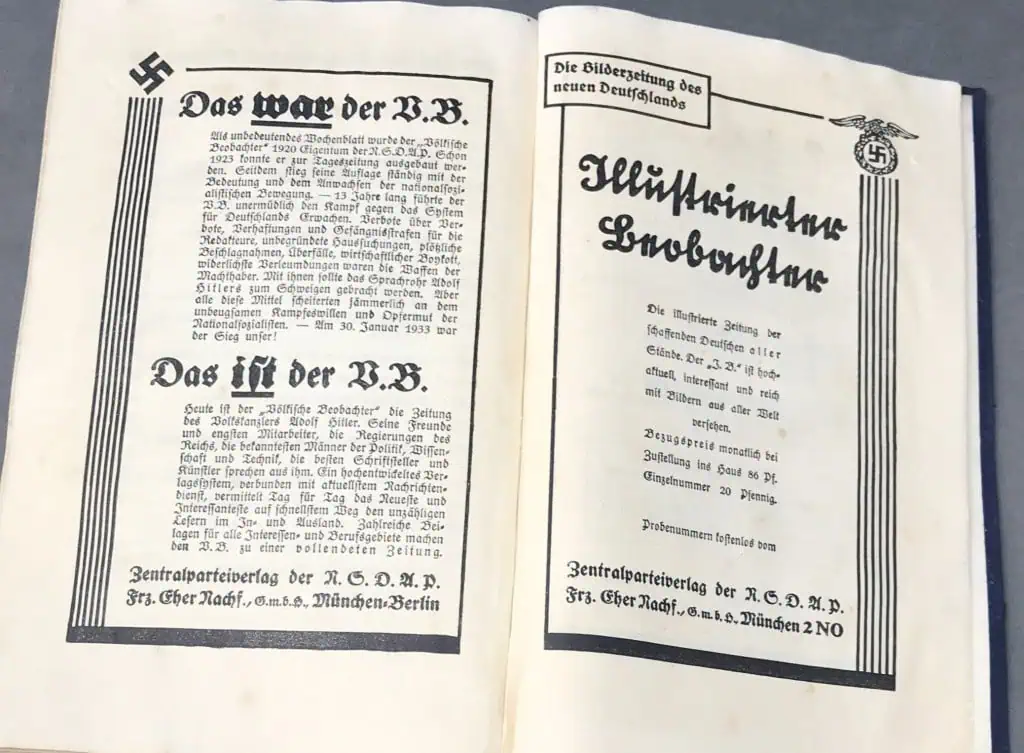 Das war der V.B.
Als unbedeutendes Wochenblatt wurde der „Völkische
Beobachter“ 1920 Eigentum der N.S.D.A.P. Schon
1923 konnte er zur Tageszeitung ausgebaut wer-
den. Seitdem stieg seine Auflage ständig mit der
Bedeutung und dem Anwachsen der nationalsozi-
alistischen Bewegung. — 13 Jahre lang führte der
V.B. unermüdlich den Kampf gegen das System
für Deutschlands Erwachen. Verbote über Ver-
bote, Verhaftungen und Gefängnisstrafen für die
Redakteure, unbegründete Haussuchungen, plötzliche
Beschlagnahmen, Überfälle, wirtschaftlicher Boykott,
widerlichste Verleumdungen waren die Waffen der
Machthaber. Mit ihnen sollte das Sprachrohr Adolf
Hitlers zum Schweigen gebracht werden. Aber
alle diese Mittel scheiterten jämmerlich an dem
unbeugsamen Kampfeswillen und Opfermut der
Nationalsozialisten. — Am 30. Januar 1933 war
der Sieg unser!
Das ist der V.B.
Heute ist der „Völkische Beobachter“ die Zeitung
des Volkskanzlers Adolf Hitler. Seine Freunde
und engsten Mitarbeiter, die Regierungen des
Reichs, die bekanntesten Männer der Politik, Wissen-
schaft und Technik, die besten Schriftsteller und
Künstler sprechen aus ihm. Ein hochentwickeltes Ver-
lagssystem, verbunden mit aktuellstem Nachrichten-
dienst, vermittelt Tag für Tag das Neueste und
Interessanteste auf schnellstem Weg den unzähligen
Lesern im In- und Ausland. Zahlreiche Bei-
lagen für alle Interessen- und Berufsgebiete machen
den V.B. zu einer vollendeten Zeitung.
Zentralparteiverlag der N.S.D.A.P.
Frz. Eher Nachf., G.m.b.H., München-Berlin
Die Bilderzeitung des
neuen Deutschlands
Illustrierter
Beobachter
Die illustrierte Zeitung der
schaffenden Deutschen aller
Stände. Der „J.B.“ ist hoch-
aktuell, interessant und reich
mit Bildern aus aller Welt
versehen.
Bezugspreis monatlich bei
Zustellung ins Haus 86 Pf.
Einzelnummer 20 Pfennig.
Probenummern kostenlos vom
Zentralparteiverlag der N.S.D.A.P.
Frz. Eher Nachf., G.m.b.H., München 2 NO